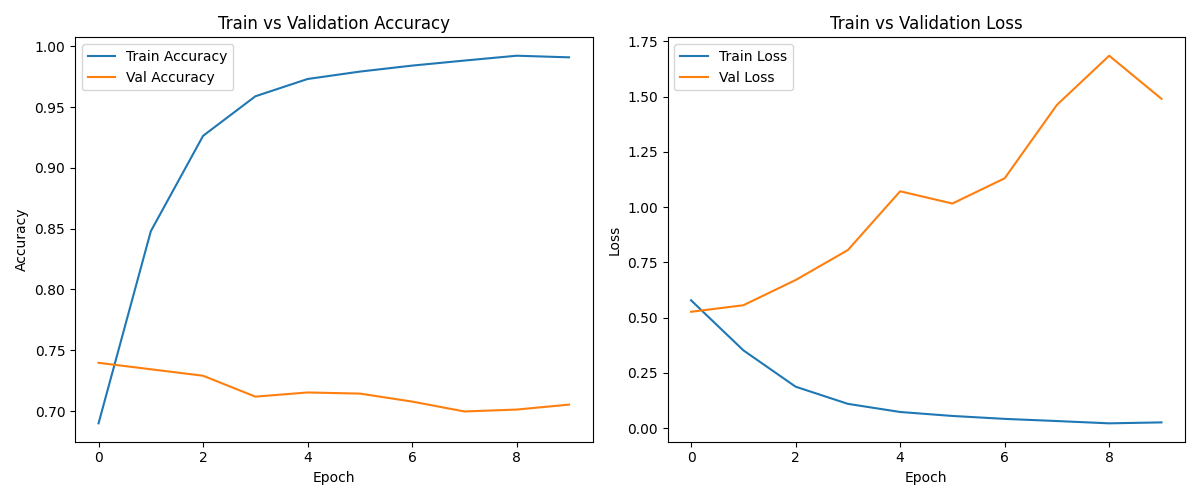 Train vs Validation Accuracy
Train Accuracy
Val Accuracy
1.00
0.95
0.90
0.85
0.80
0.75
0.70
Accuracy
0
2
4
6
8
Epoch
Train vs Validation Loss
Train Loss
Val Loss
1.75
1.50
1.25
1.00
0.75
0.50
0.25
0.00
Loss
0
2
4
6
8
Epoch